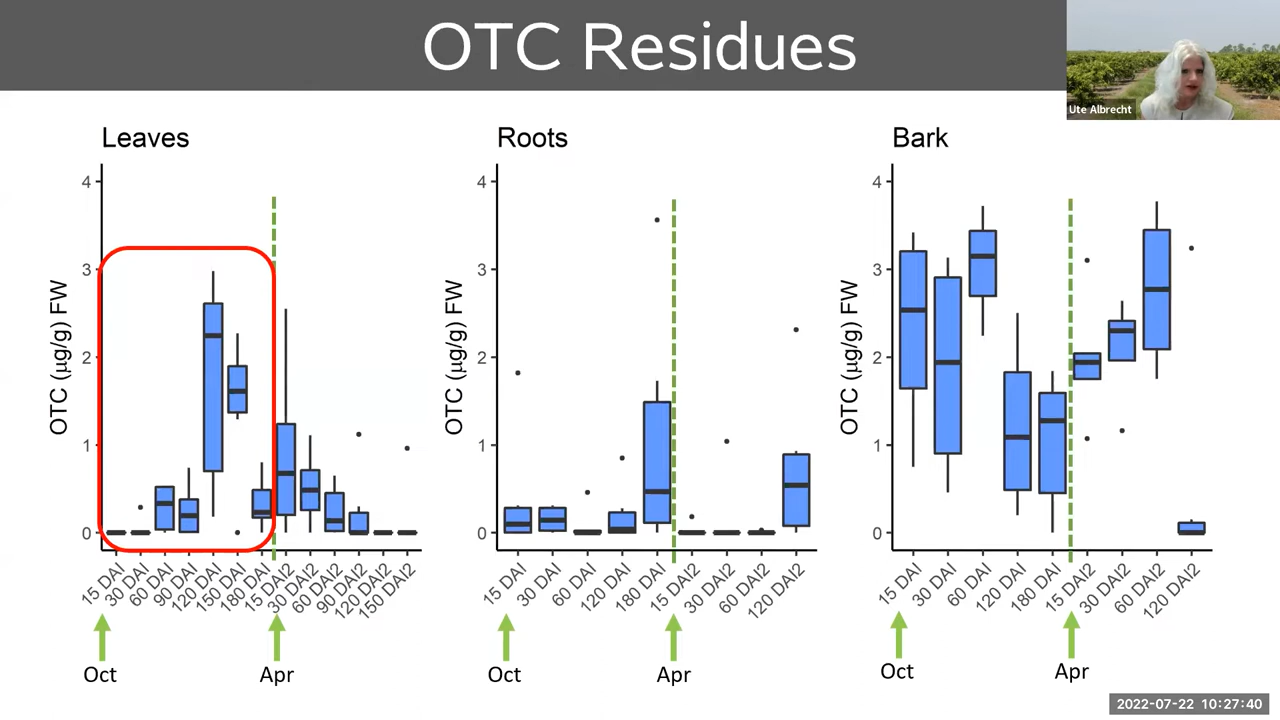 OTC Residues
Ute Albrecht
Leaves
OTC (µg/g) FW
4
3
2
1
0
15 DAI
30 DAI
60 DAI
90 DAI
120 DAI
150 DAI
180 DAI
15 DAI2
30 DAI2
60 DAI2
90 DAI2
120 DAI2
150 DAI2
Oct
Apr
Roots
OTC (µg/g) FW
4
3
2
1
0
15 DAI
30 DAI
60 DAI
120 DAI
180 DAI
15 DAI2
30 DAI2
60 DAI2
120 DAI2
Oct
Apr
Bark
OTC (µg/g) FW
4
3
2
1
0
15 DAI
30 DAI
60 DAI
120 DAI
180 DAI
15 DAI2
30 DAI2
60 DAI2
120 DAI2
Oct
Apr
2022-07-22 10:27:40